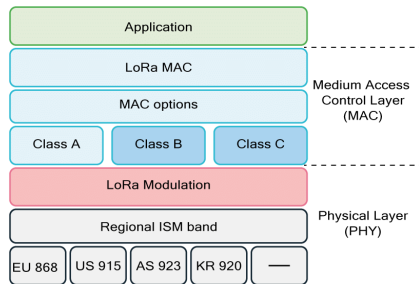 Application
LoRa MAC
MAC options
Class A
Class B
Class C
Medium Access
Control Layer
(MAC)
LoRa Modulation
Regional ISM band
EU 868
US 915
AS 923
KR 920
—
Physical Layer
(PHY)